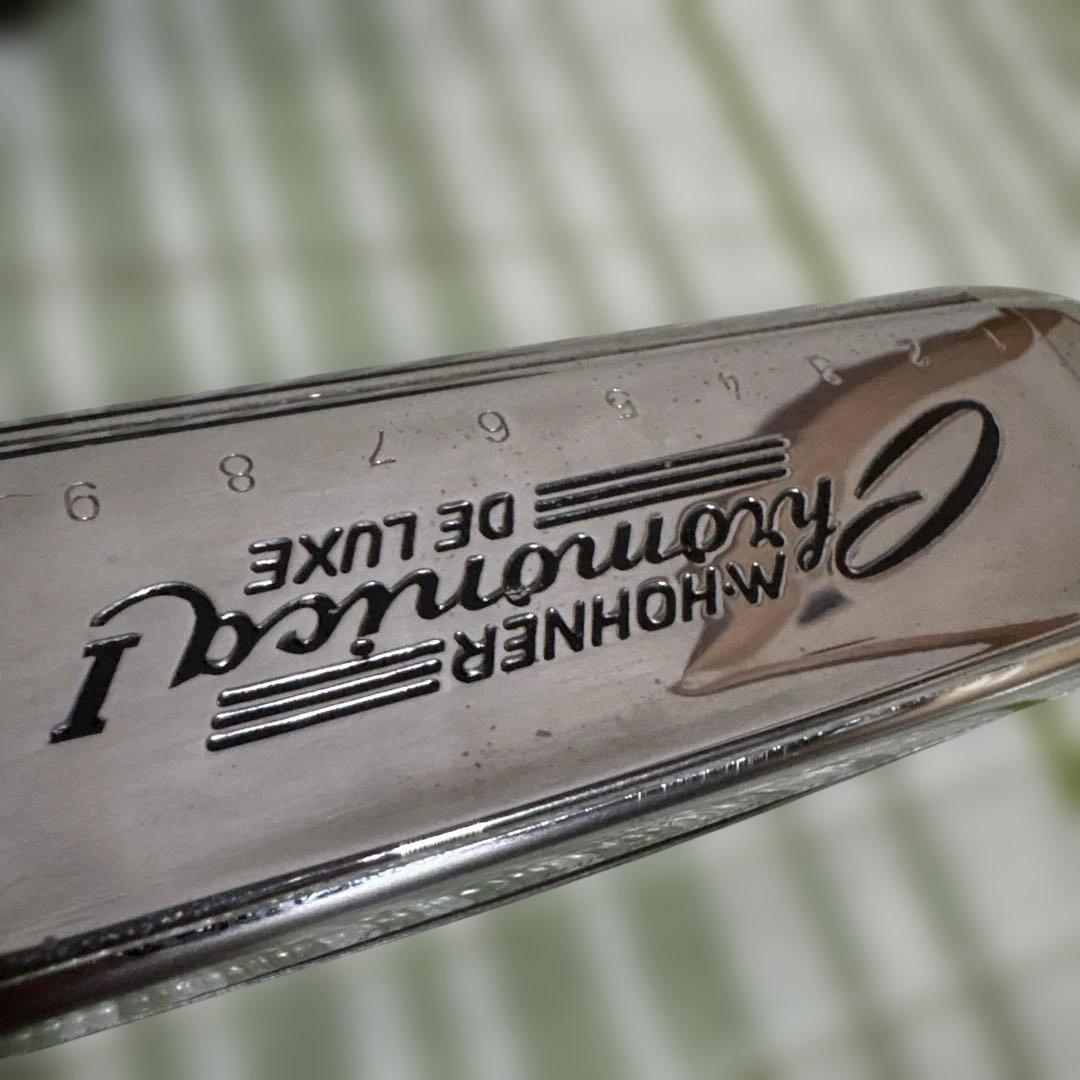 M. HOHNER
Chromonica I
DE LUXE
1 2 3 4 5 6 7 8 9